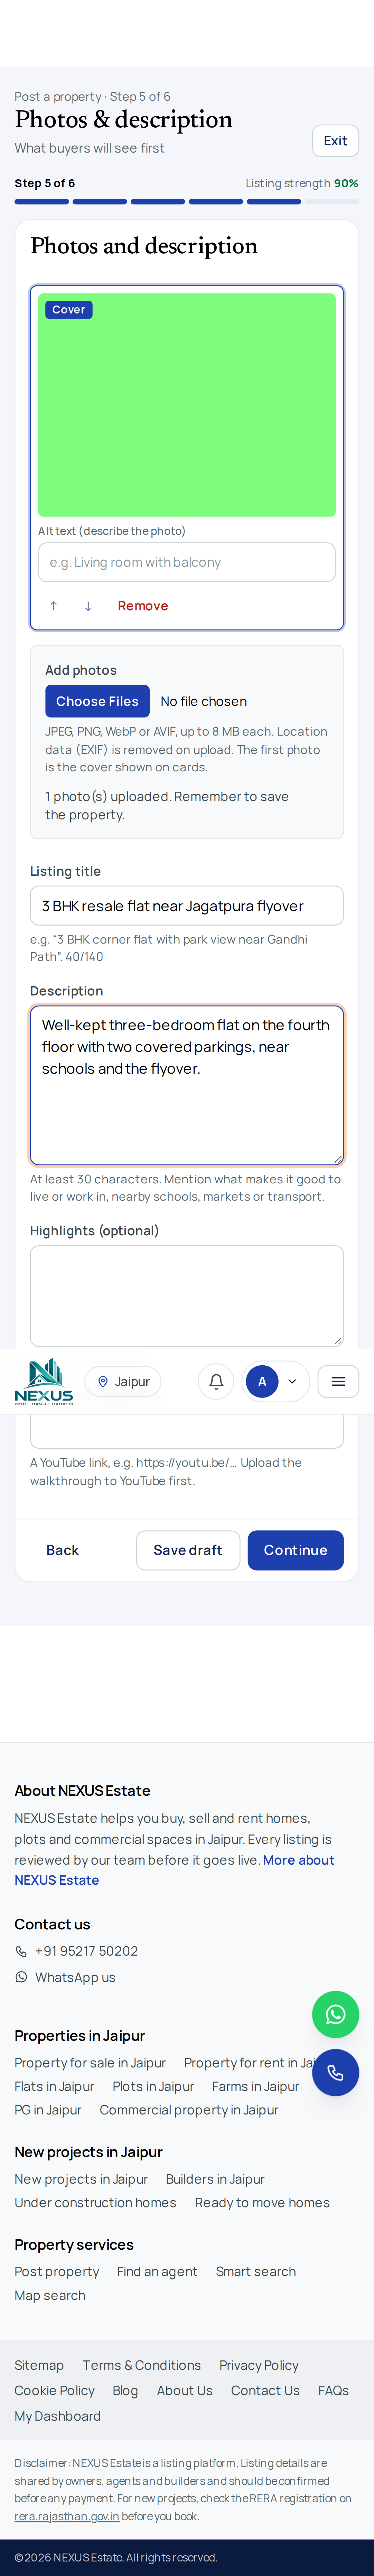 Post a property · Step 5 of 6
Photos & description
What buyers will see first
Exit
Step 5 of 6
Listing strength 90%
Photos and description
Cover
Alt text (describe the photo)
e.g. Living room with balcony
↑ ↓ Remove
Add photos
Choose Files No file chosen
JPEG, PNG, WebP or AVIF, up to 8 MB each. Location
data (EXIF) is removed on upload. The first photo
is the cover shown on cards.
1 photo(s) uploaded. Remember to save
the property.
Listing title
3 BHK resale flat near Jagatpura flyover
e.g. “3 BHK corner flat with park view near Gandhi
Path”. 40/140
Description
Well-kept three-bedroom flat on the fourth
floor with two covered parkings, near
schools and the flyover.
At least 30 characters. Mention what makes it good to
live or work in, nearby schools, markets or transport.
Highlights (optional)
NEXUS
Jaipur
A
A YouTube link, e.g. https://youtu.be/... Upload the
walkthrough to YouTube first.
Back
Save draft
Continue
About NEXUS Estate
NEXUS Estate helps you buy, sell and rent homes,
plots and commercial spaces in Jaipur. Every listing is
reviewed by our team before it goes live. More about
NEXUS Estate
Contact us
+91 95217 50202
WhatsApp us
Properties in Jaipur
Property for sale in Jaipur Property for rent in Jai
Flats in Jaipur Plots in Jaipur Farms in Jaipur
PG in Jaipur Commercial property in Jaipur
New projects in Jaipur
New projects in Jaipur Builders in Jaipur
Under construction homes Ready to move homes
Property services
Post property Find an agent Smart search
Map search
Sitemap Terms & Conditions Privacy Policy
Cookie Policy Blog About Us Contact Us FAQs
My Dashboard
Disclaimer: NEXUS Estate is a listing platform. Listing details are
shared by owners, agents and builders and should be confirmed
before any payment. For new projects, check the RERA registration on
rera.rajasthan.gov.in before you book.
© 2026 NEXUS Estate. All rights reserved.